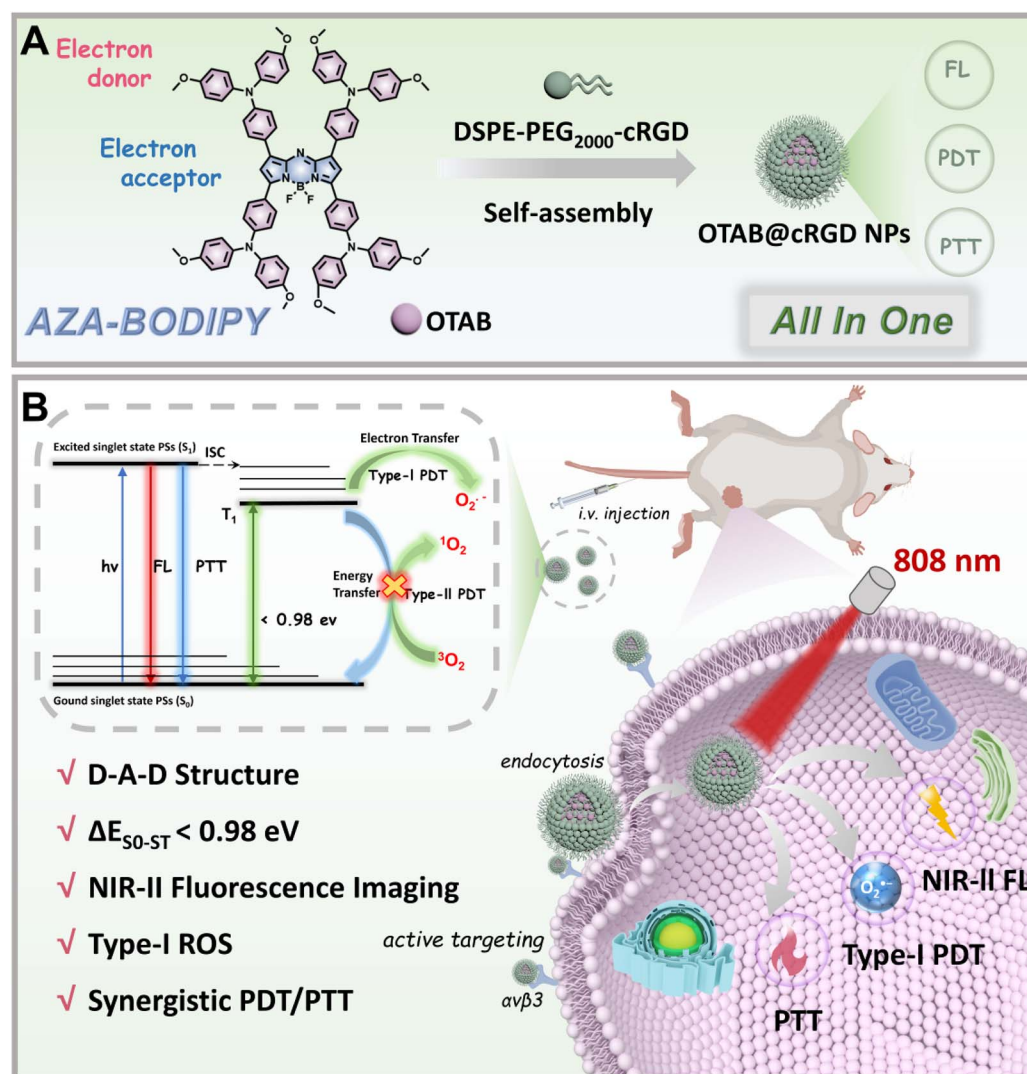 A
Electron
donor
Electron
acceptor
O
O
O
O
N
N
O
O
O
O
N
N
N
B
F
F
N
N
O
O
O
O
AZA-BODIPY
OTAB
DSPE-PEG2000-cRGD
Self-assembly
OTAB@cRGD NPs
FL
PDT
PTT
All In One
B
Excited singlet state PSs (S1)
ISC
Electron Transfer
Type-I PDT
O2·-
T1
1O2
hv
FL
PTT
Energy
Transfer
Type-II PDT
< 0.98 ev
3O2
Gound singlet state PSs (S0)
i.v. injection
808 nm
√ D-A-D Structure
√ ΔES0-ST < 0.98 eV
√ NIR-II Fluorescence Imaging
√ Type-I ROS
√ Synergistic PDT/PTT
endocytosis
active targeting
αvβ3
NIR-II FL
O2·-
Type-I PDT
PTT